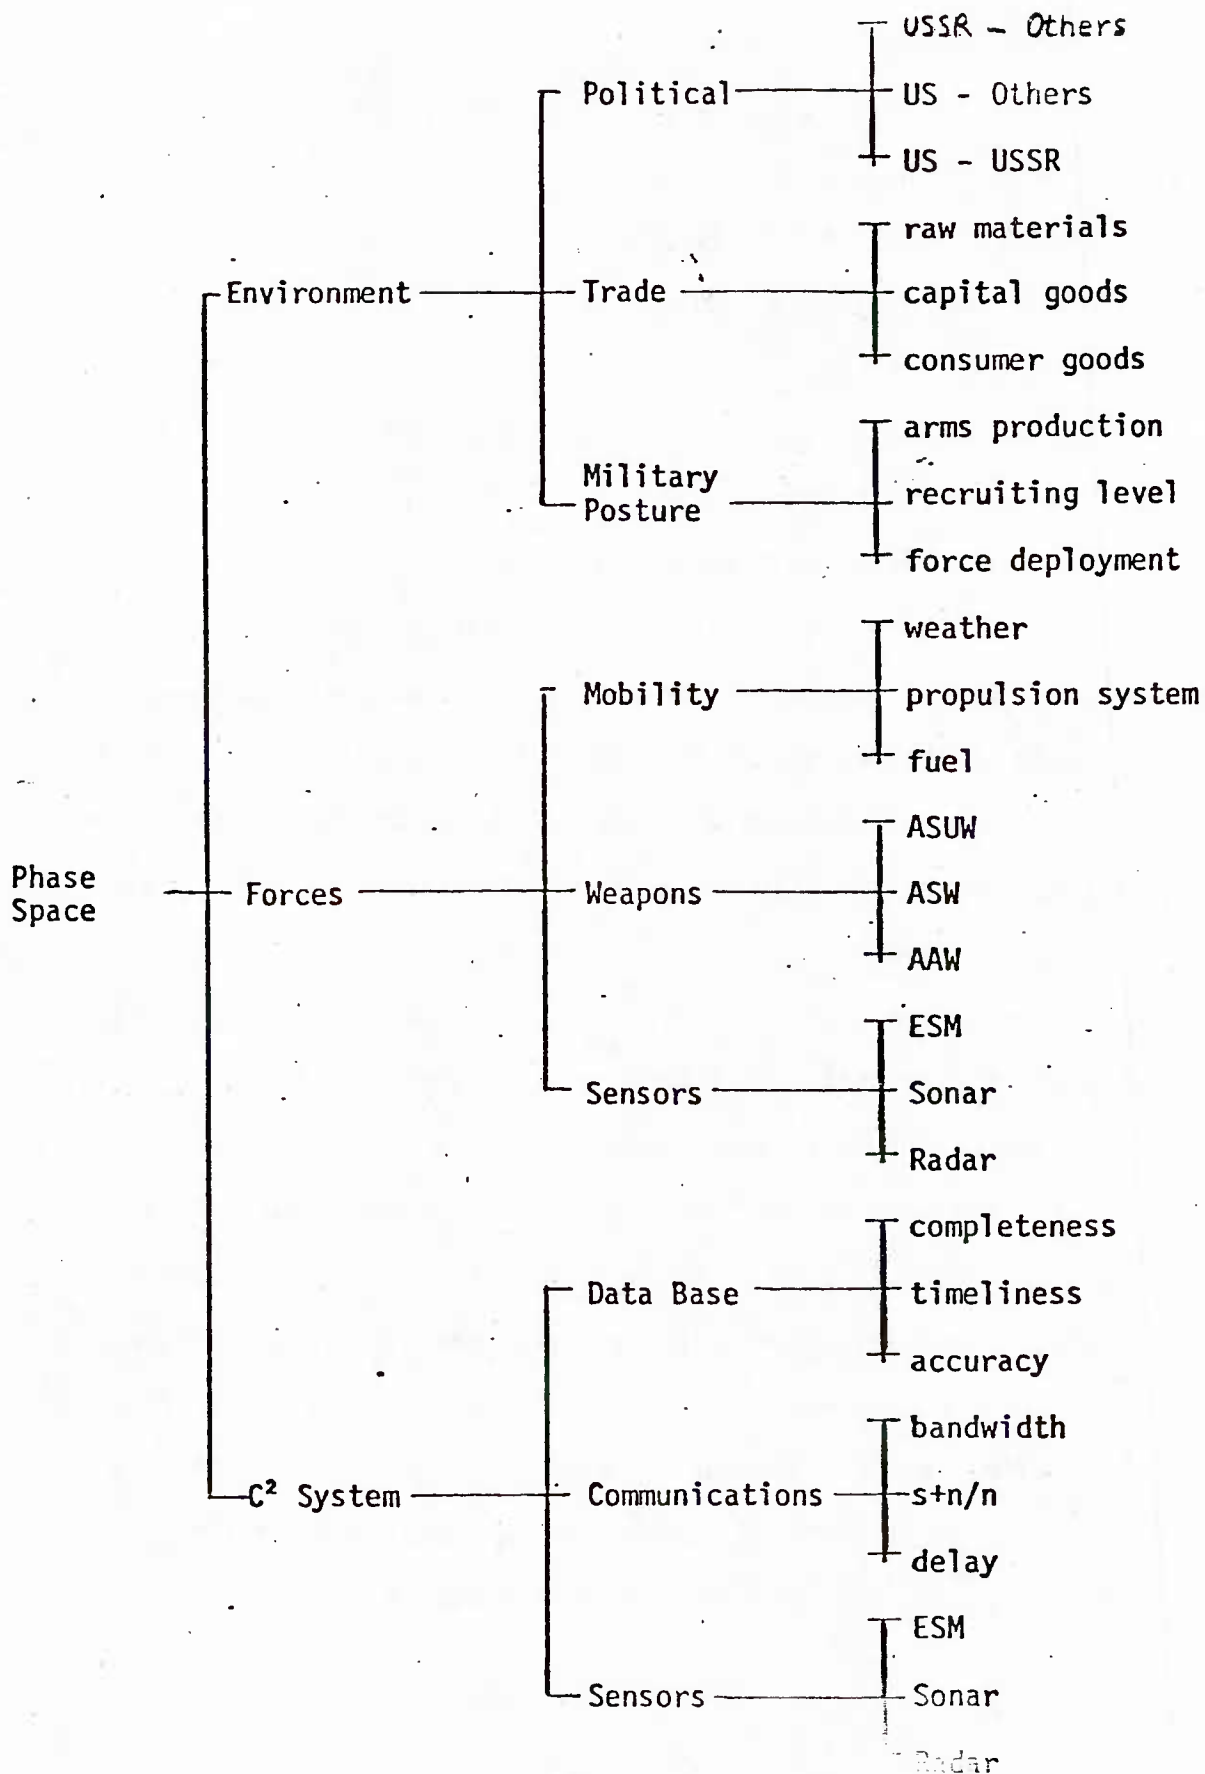 USSR - Others
Political
US - Others
US - USSR
raw materials
Environment
Trade
capital goods
consumer goods
arms production
Military
Posture
recruiting level
force deployment
weather
Mobility
propulsion system
fuel
ASUW
Phase
Space
Forces
Weapons
ASW
AAW
ESM
Sensors
Sonar
Radar
completeness
Data Base
timeliness
accuracy
bandwidth
C² System
Communications
s+n/n
delay
ESM
Sensors
Sonar
Radar